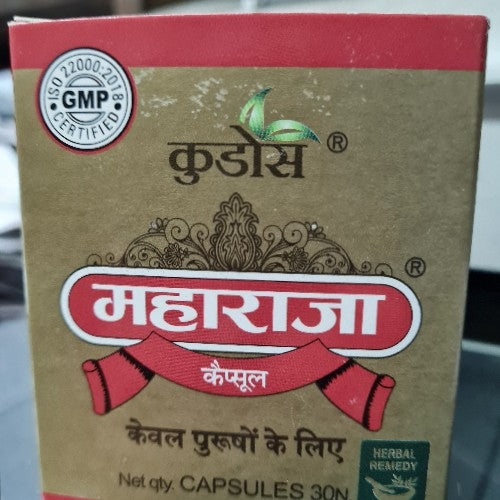 ISO 22000:2018
GMP
CERTIFIED
कुडोस ®
महाराजा ®
कैप्सूल
केवल पुरूषों के लिए
HERBAL
REMEDY
Net qty. CAPSULES 30N